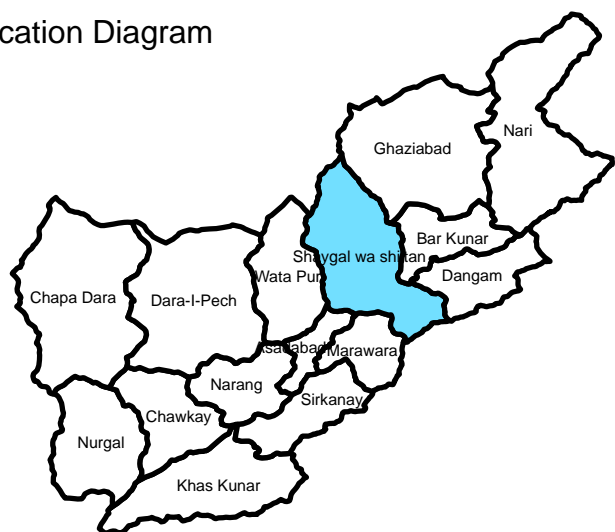 cation Diagram
Nari
Ghaziabad
Bar Kunar
Shaygal wa shiltan
Wata Pur
Dangam
Chapa Dara
Dara-I-Pech
Asadabad
Marawara
Narang
Sirkanay
Chawkay
Nurgal
Khas Kunar